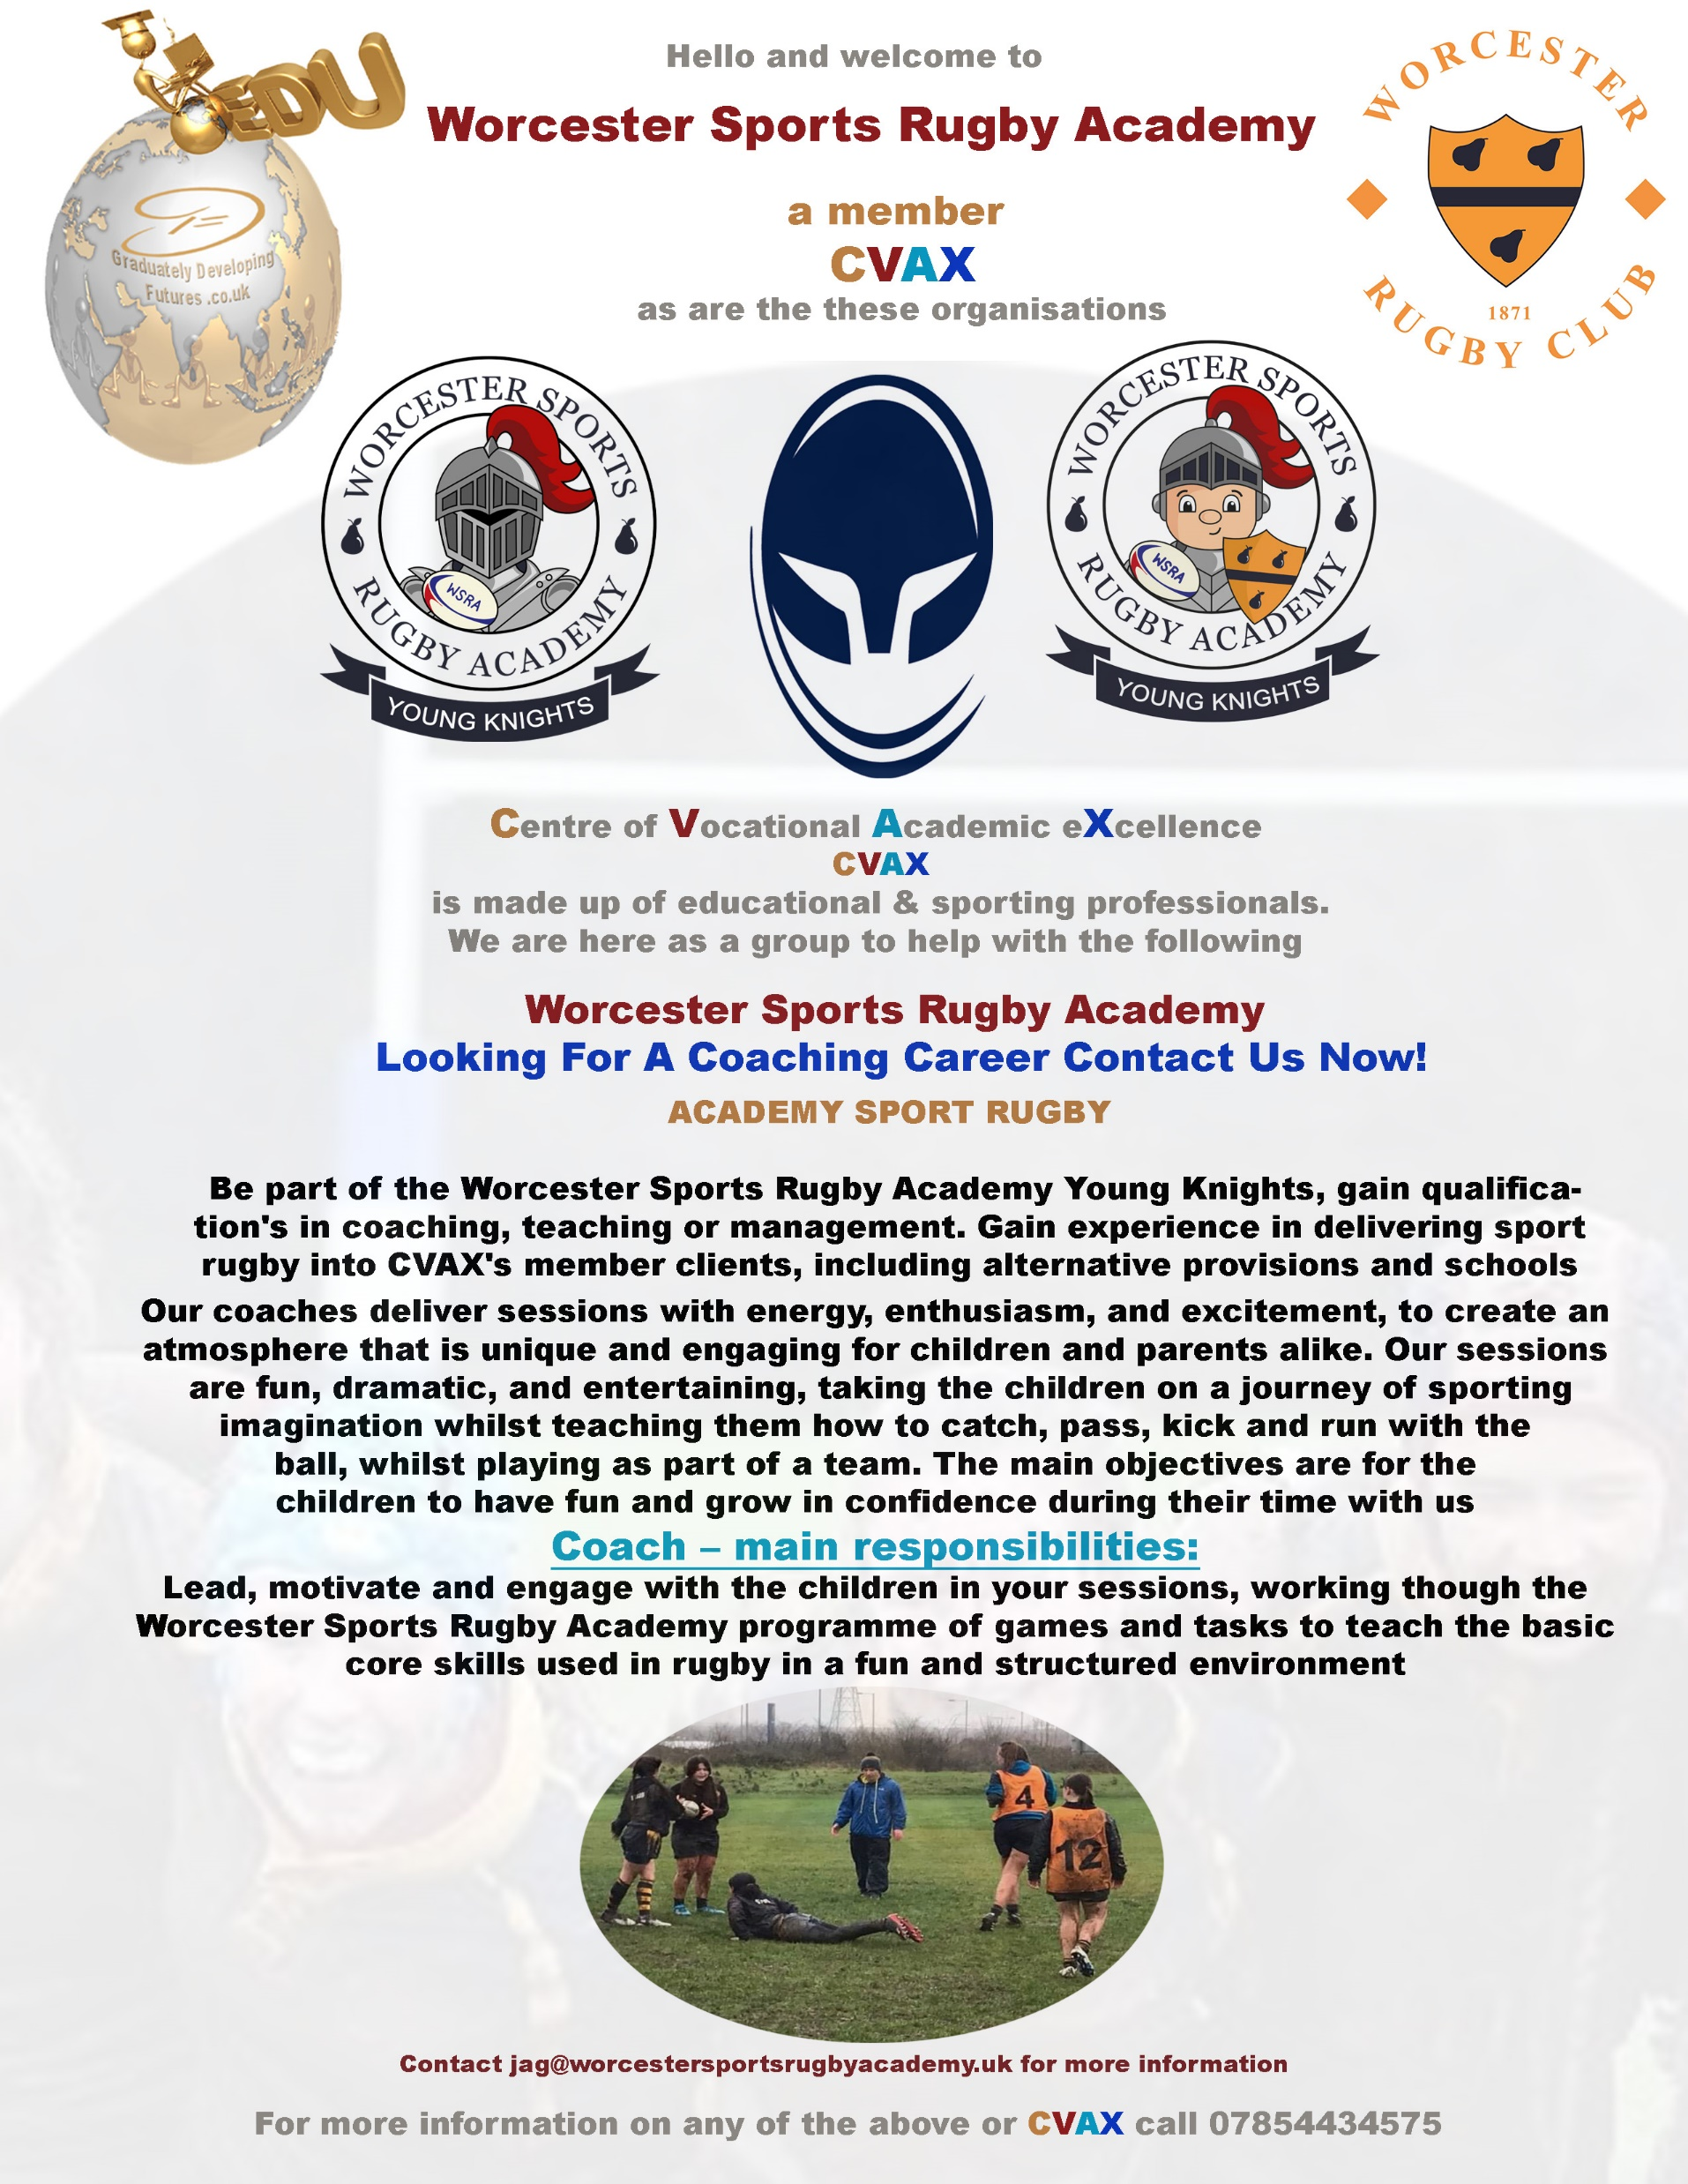 Hello and welcome to
Worcester Sports Rugby Academy
a member
CVAX
as are the these organisations
EDU
Graduately Developing
Futures .co.uk
WORCESTER
1871
RUGBY CLUB
WORCESTER SPORTS
WSRA
RUGBY ACADEMY
YOUNG KNIGHTS
WORCESTER SPORTS
WSRA
RUGBY ACADEMY
YOUNG KNIGHTS
Centre of Vocational Academic eXcellence
CVAX
is made up of educational & sporting professionals.
We are here as a group to help with the following
Worcester Sports Rugby Academy
Looking For A Coaching Career Contact Us Now!
ACADEMY SPORT RUGBY
Be part of the Worcester Sports Rugby Academy Young Knights, gain qualifica-
tion's in coaching, teaching or management. Gain experience in delivering sport
rugby into CVAX's member clients, including alternative provisions and schools
Our coaches deliver sessions with energy, enthusiasm, and excitement, to create an
atmosphere that is unique and engaging for children and parents alike. Our sessions
are fun, dramatic, and entertaining, taking the children on a journey of sporting
imagination whilst teaching them how to catch, pass, kick and run with the
ball, whilst playing as part of a team. The main objectives are for the
children to have fun and grow in confidence during their time with us
Coach – main responsibilities:
Lead, motivate and engage with the children in your sessions, working though the
Worcester Sports Rugby Academy programme of games and tasks to teach the basic
core skills used in rugby in a fun and structured environment
4
12
Contact jag@worcestersportsrugbyacademy.uk for more information
For more information on any of the above or CVAX call 07854434575